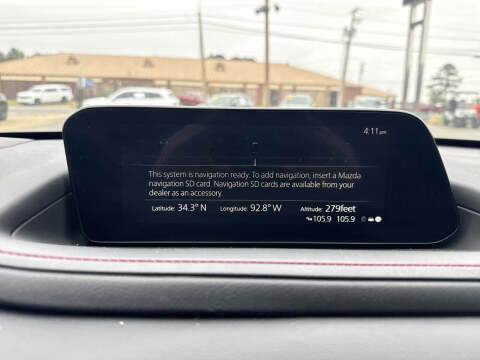 4:11 pm
This system is navigation ready. To add navigation, insert a Mazda
navigation SD card. Navigation SD cards are available from your
dealer as an accessory.
Latitude: 34.3° N Longitude: 92.8° W Altitude: 279feet
105.9 105.9